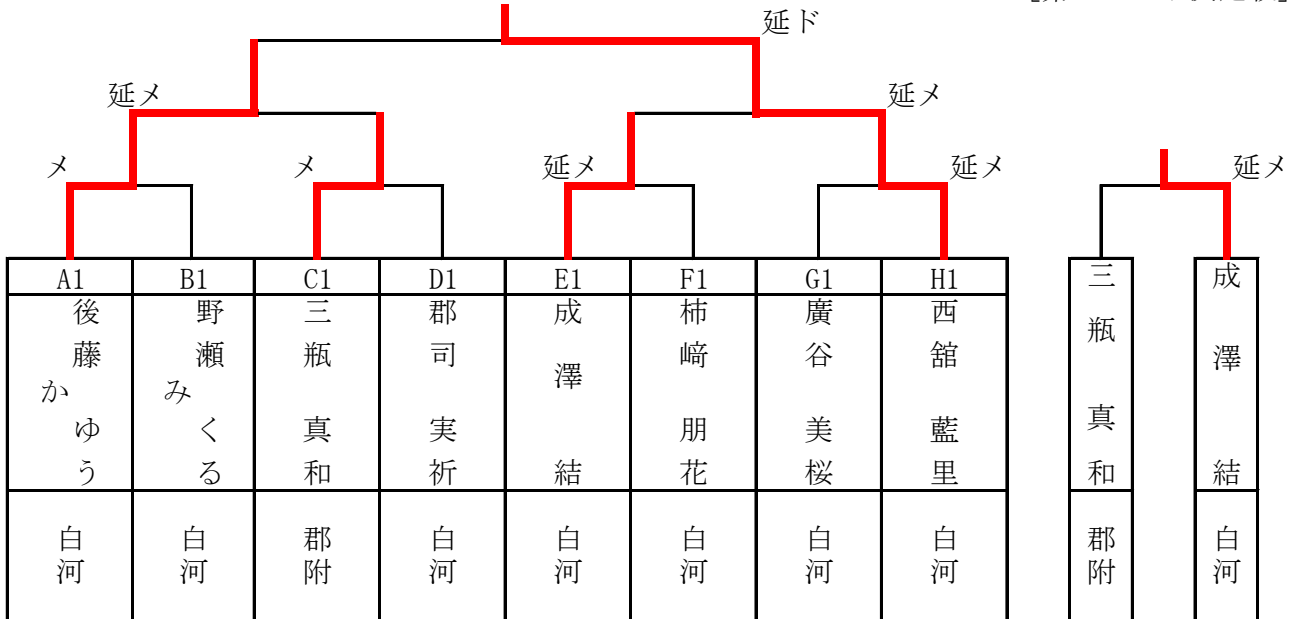 延ド
延メ
延メ
メ
メ
延メ
延メ
延メ
A1
B1
C1
D1
E1
F1
G1
H1
後藤かゆう
野瀬みくる
三瓶真和
郡司実祈
成澤結
柿﨑朋花
廣谷美桜
西舘藍里
白河
白河
郡附
白河
白河
白河
白河
白河
三瓶真和
成澤結
郡附
白河